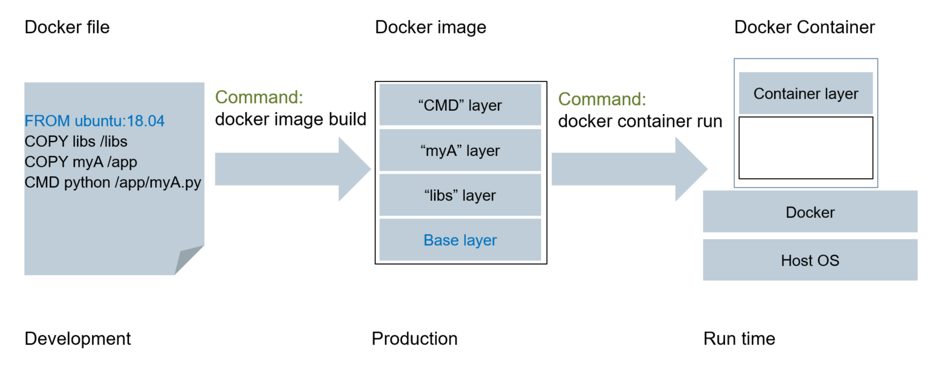 Docker file
Docker image
Docker Container
FROM ubuntu:18.04
COPY libs /libs
COPY myA /app
CMD python /app/myA.py
Command:
docker image build
“CMD” layer
“myA” layer
“libs” layer
Base layer
Command:
docker container run
Container layer
Docker
Host OS
Development
Production
Run time